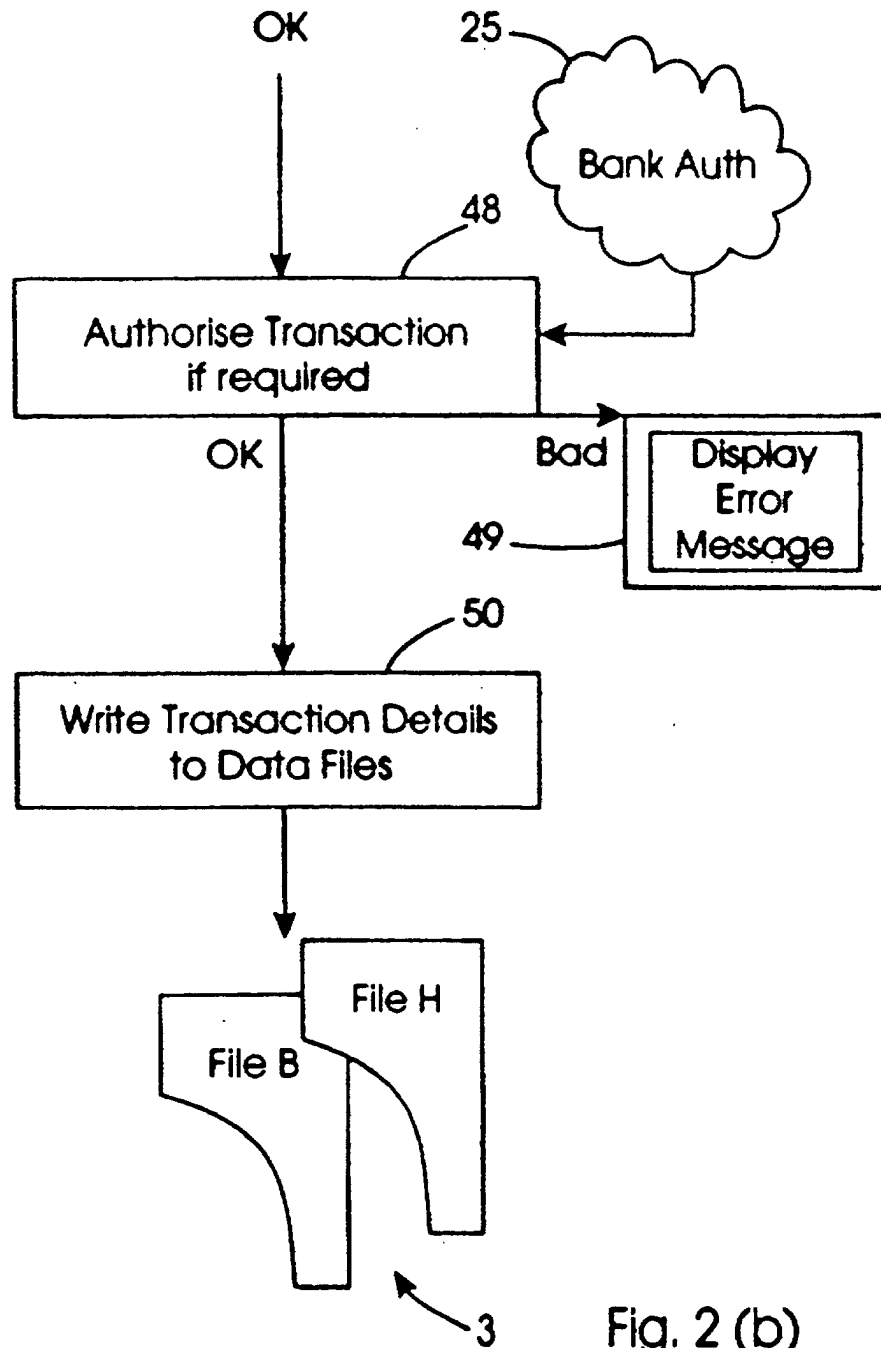 OK
25
Bank Auth
48
Authorise Transaction
if required
OK
Bad
Display
Error
Message
49
50
Write Transaction Details
to Data Files
File H
File B
3
Fig. 2 (b)